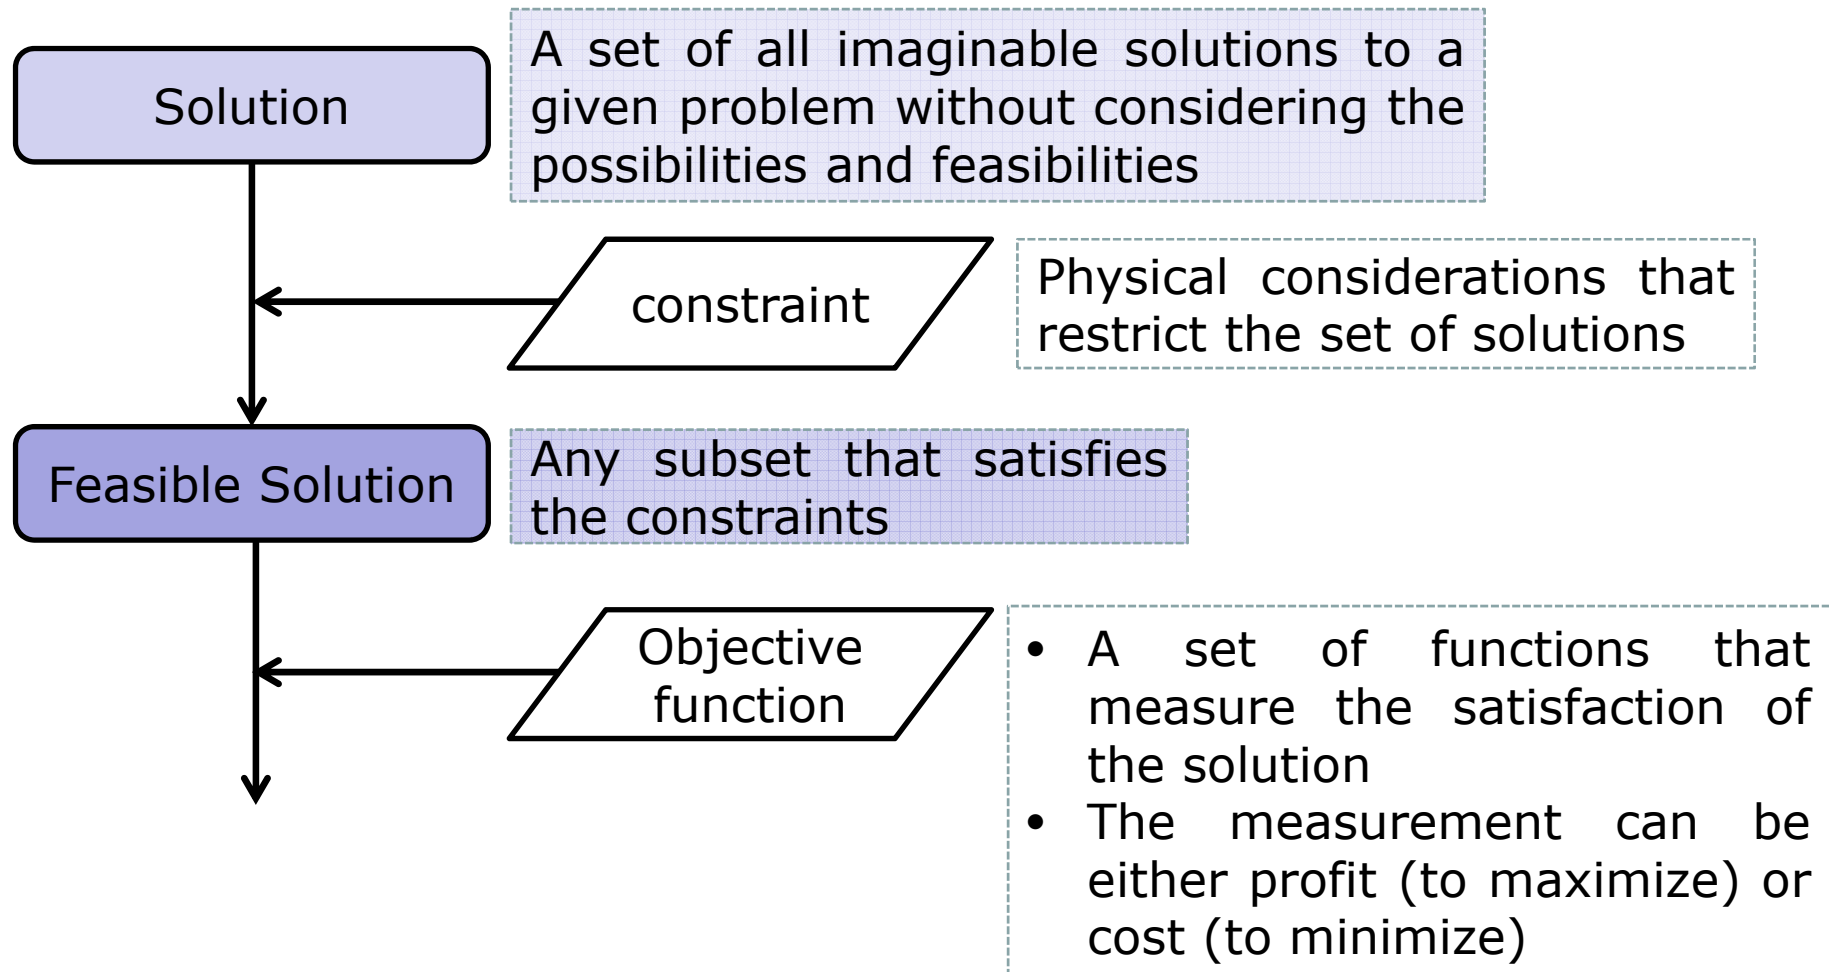 Solution
A set of all imaginable solutions to a
given problem without considering the
possibilities and feasibilities
constraint
Physical considerations that
restrict the set of solutions
Feasible Solution
Any subset that satisfies
the constraints
Objective
function
• A set of functions that
measure the satisfaction of
the solution
• The measurement can be
either profit (to maximize) or
cost (to minimize)